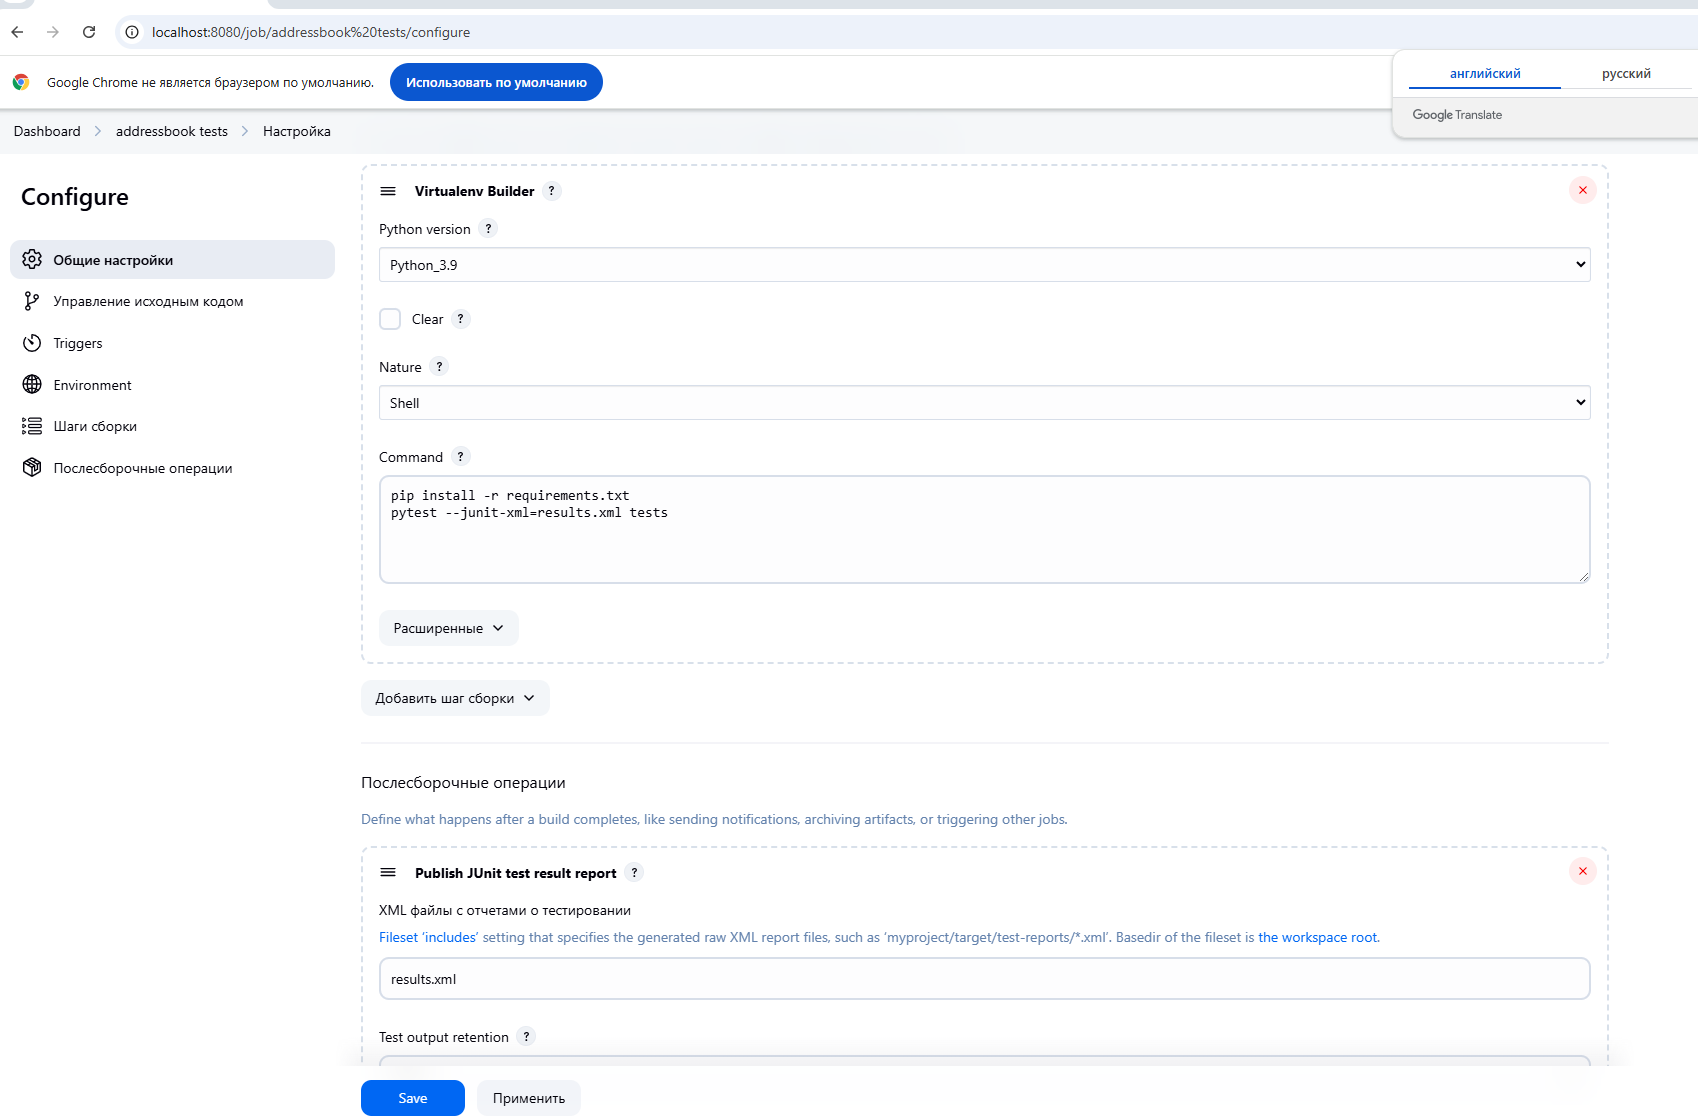 localhost:8080/job/addressbook%20tests/configure
Google Chrome не является браузером по умолчанию.
Использовать по умолчанию
английский
русский
Google Translate
Dashboard
addressbook tests
Настройка
Configure
Общие настройки
Управление исходным кодом
Triggers
Environment
Шаги сборки
Послесборочные операции
Virtualenv Builder ?
Python version ?
Python_3.9
Clear ?
Nature ?
Shell
Command ?
pip install -r requirements.txt
pytest --junit-xml=results.xml tests
Расширенные
Добавить шаг сборки
Послесборочные операции
Define what happens after a build completes, like sending notifications, archiving artifacts, or triggering other jobs.
Publish JUnit test result report ?
XML файлы с отчетами о тестировании
Fileset ‘includes’ setting that specifies the generated raw XML report files, such as ‘myproject/target/test-reports/*.xml’. Basedir of the fileset is the workspace root.
results.xml
Test output retention ?
Save
Применить